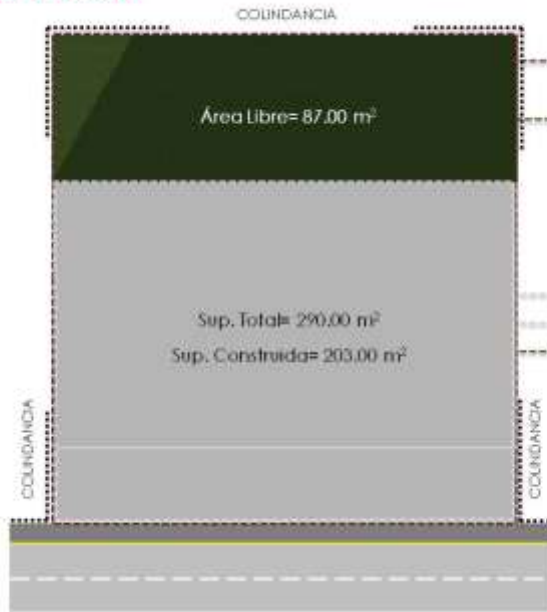 COLINDANCIA
Área Libre= 87.00 m²
Sup. Total= 290.00 m²
Sup. Construida= 203.00 m²
COLINDANCIA
COLINDANCIA